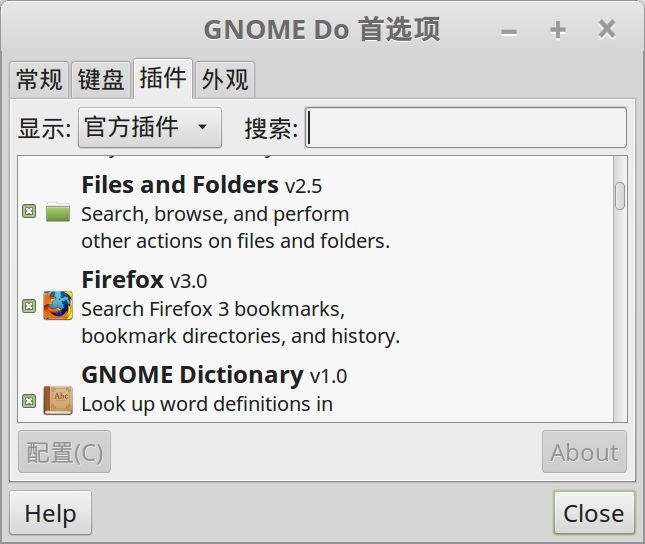 GNOME Do 首选项
常规 键盘 插件 外观
显示: 官方插件 搜索:
Files and Folders v2.5
Search, browse, and perform
other actions on files and folders.
Firefox v3.0
Search Firefox 3 bookmarks,
bookmark directories, and history.
GNOME Dictionary v1.0
Abc
Look up word definitions in
配置(C) About
Help Close